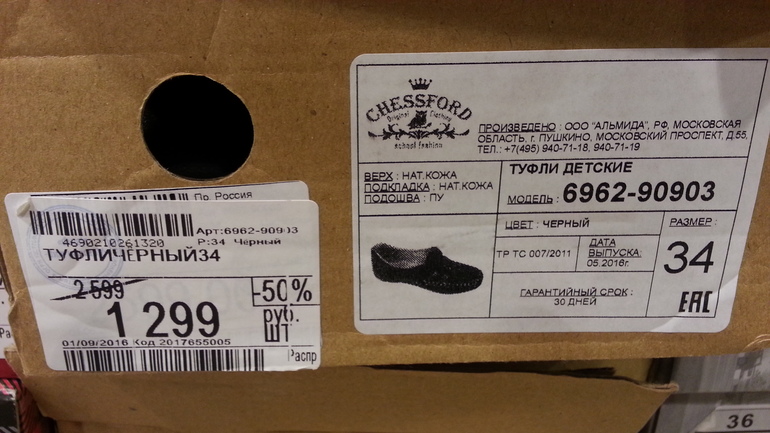 CHESSFORD
Original Clothing
school fashion
ПРОИЗВЕДЕНО : ООО "АЛЬМИДА", РФ, МОСКОВСКАЯ
ОБЛАСТЬ, г. ПУШКИНО, МОСКОВСКИЙ ПРОСПЕКТ, Д.55,
ТЕЛ.: +7(495) 940-71-18, 940-71-19
ВЕРХ : НАТ.КОЖА
ПОДКЛАДКА : НАТ.КОЖА
ПОДОШВА : ПУ
ТУФЛИ ДЕТСКИЕ
МОДЕЛЬ : 6962-90903
ЦВЕТ : ЧЕРНЫЙ
РАЗМЕР :
34
ТР ТС 007/2011
ДАТА
ВЫПУСКА:
05.2016г.
ГАРАНТИЙНЫЙ СРОК :
30 ДНЕЙ
EAC
Пр Россия
Арт:6962-90903
4690210261320
Р:34 Черный
ТУФЛИЧЕРНЫЙ34
2 599
-50%
1 299
руб.
ШТ
01/09/2016 Код 2017655005
Распр
36